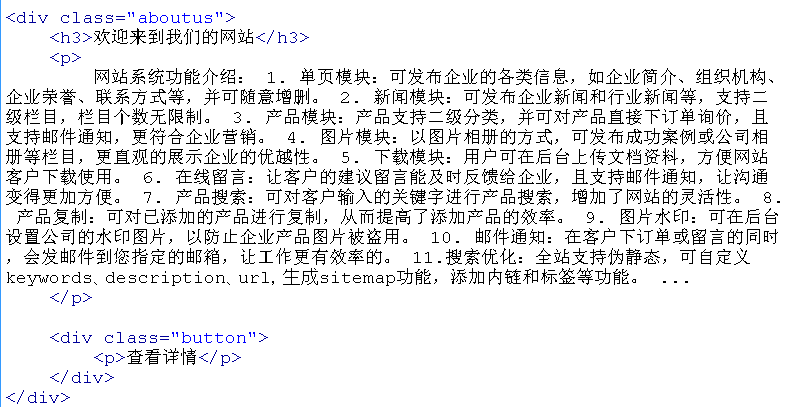 <div class="aboutus">
<h3>欢迎来到我们的网站</h3>
<p>
网站系统功能介绍： 1. 单页模块：可发布企业的各类信息，如企业简介、组织机构、
企业荣誉、联系方式等，并可随意增删。 2. 新闻模块：可发布企业新闻和行业新闻等，支持二
级栏目，栏目个数无限制。 3. 产品模块：产品支持二级分类，并可对产品直接下订单询价，且
支持邮件通知，更符合企业营销。 4. 图片模块：以图片相册的方式，可发布成功案例或公司相
册等栏目，更直观的展示企业的优越性。 5. 下载模块：用户可在后台上传文档资料，方便网站
客户下载使用。 6. 在线留言：让客户的建议留言能及时反馈给企业，且支持邮件通知，让沟通
变得更加方便。 7. 产品搜索：可对客户输入的关键字进行产品搜索，增加了网站的灵活性。 8.
产品复制：可对已添加的产品进行复制，从而提高了添加产品的效率。 9. 图片水印：可在后台
设置公司的水印图片，以防止企业产品图片被盗用。 10. 邮件通知：在客户下订单或留言的同时
，会发邮件到您指定的邮箱，让工作更有效率的。 11.搜索优化：全站支持伪静态，可自定义
keywords、description、url,生成sitemap功能，添加内链和标签等功能。 ...
</p>
<div class="button">
<p>查看详情</p>
</div>
</div>